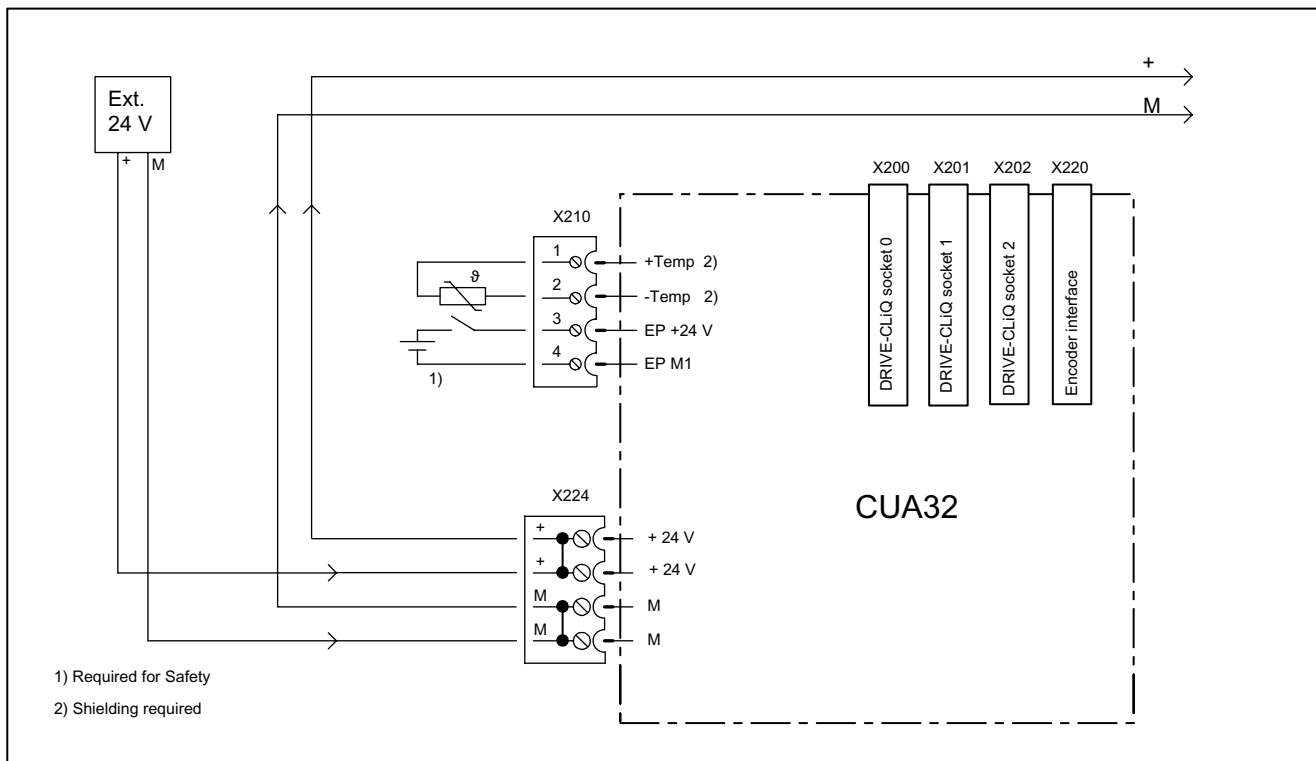 +
M
Ext.
24 V
+ M
X200 X201 X202 X220
DRIVE-CLiQ socket 0
DRIVE-CLiQ socket 1
DRIVE-CLiQ socket 2
Encoder interface
X210
1 +Temp 2)
ϑ
2 -Temp 2)
3 EP +24 V
4 EP M1
1)
CUA32
X224
+ + 24 V
+ + 24 V
M M
M M
1) Required for Safety
2) Shielding required